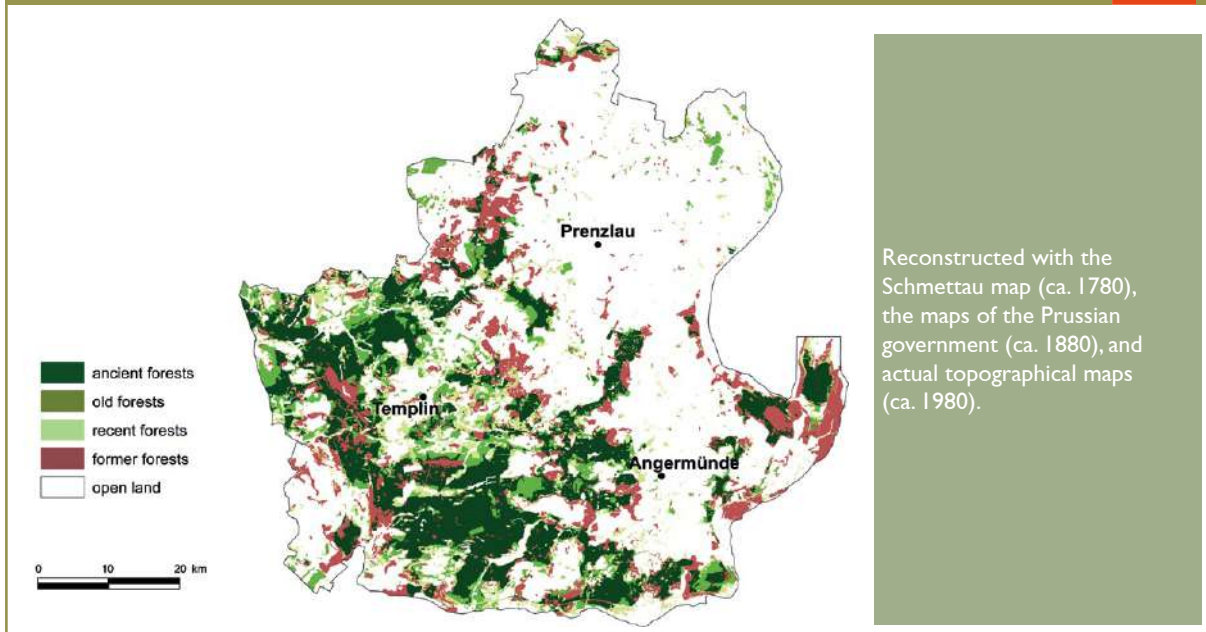 Prenzlau
Templin
Angermünde
ancient forests
old forests
recent forests
former forests
open land
0 10 20 km
Reconstructed with the
Schmettau map (ca. 1780),
the maps of the Prussian
government (ca. 1880), and
actual topographical maps
(ca. 1980).